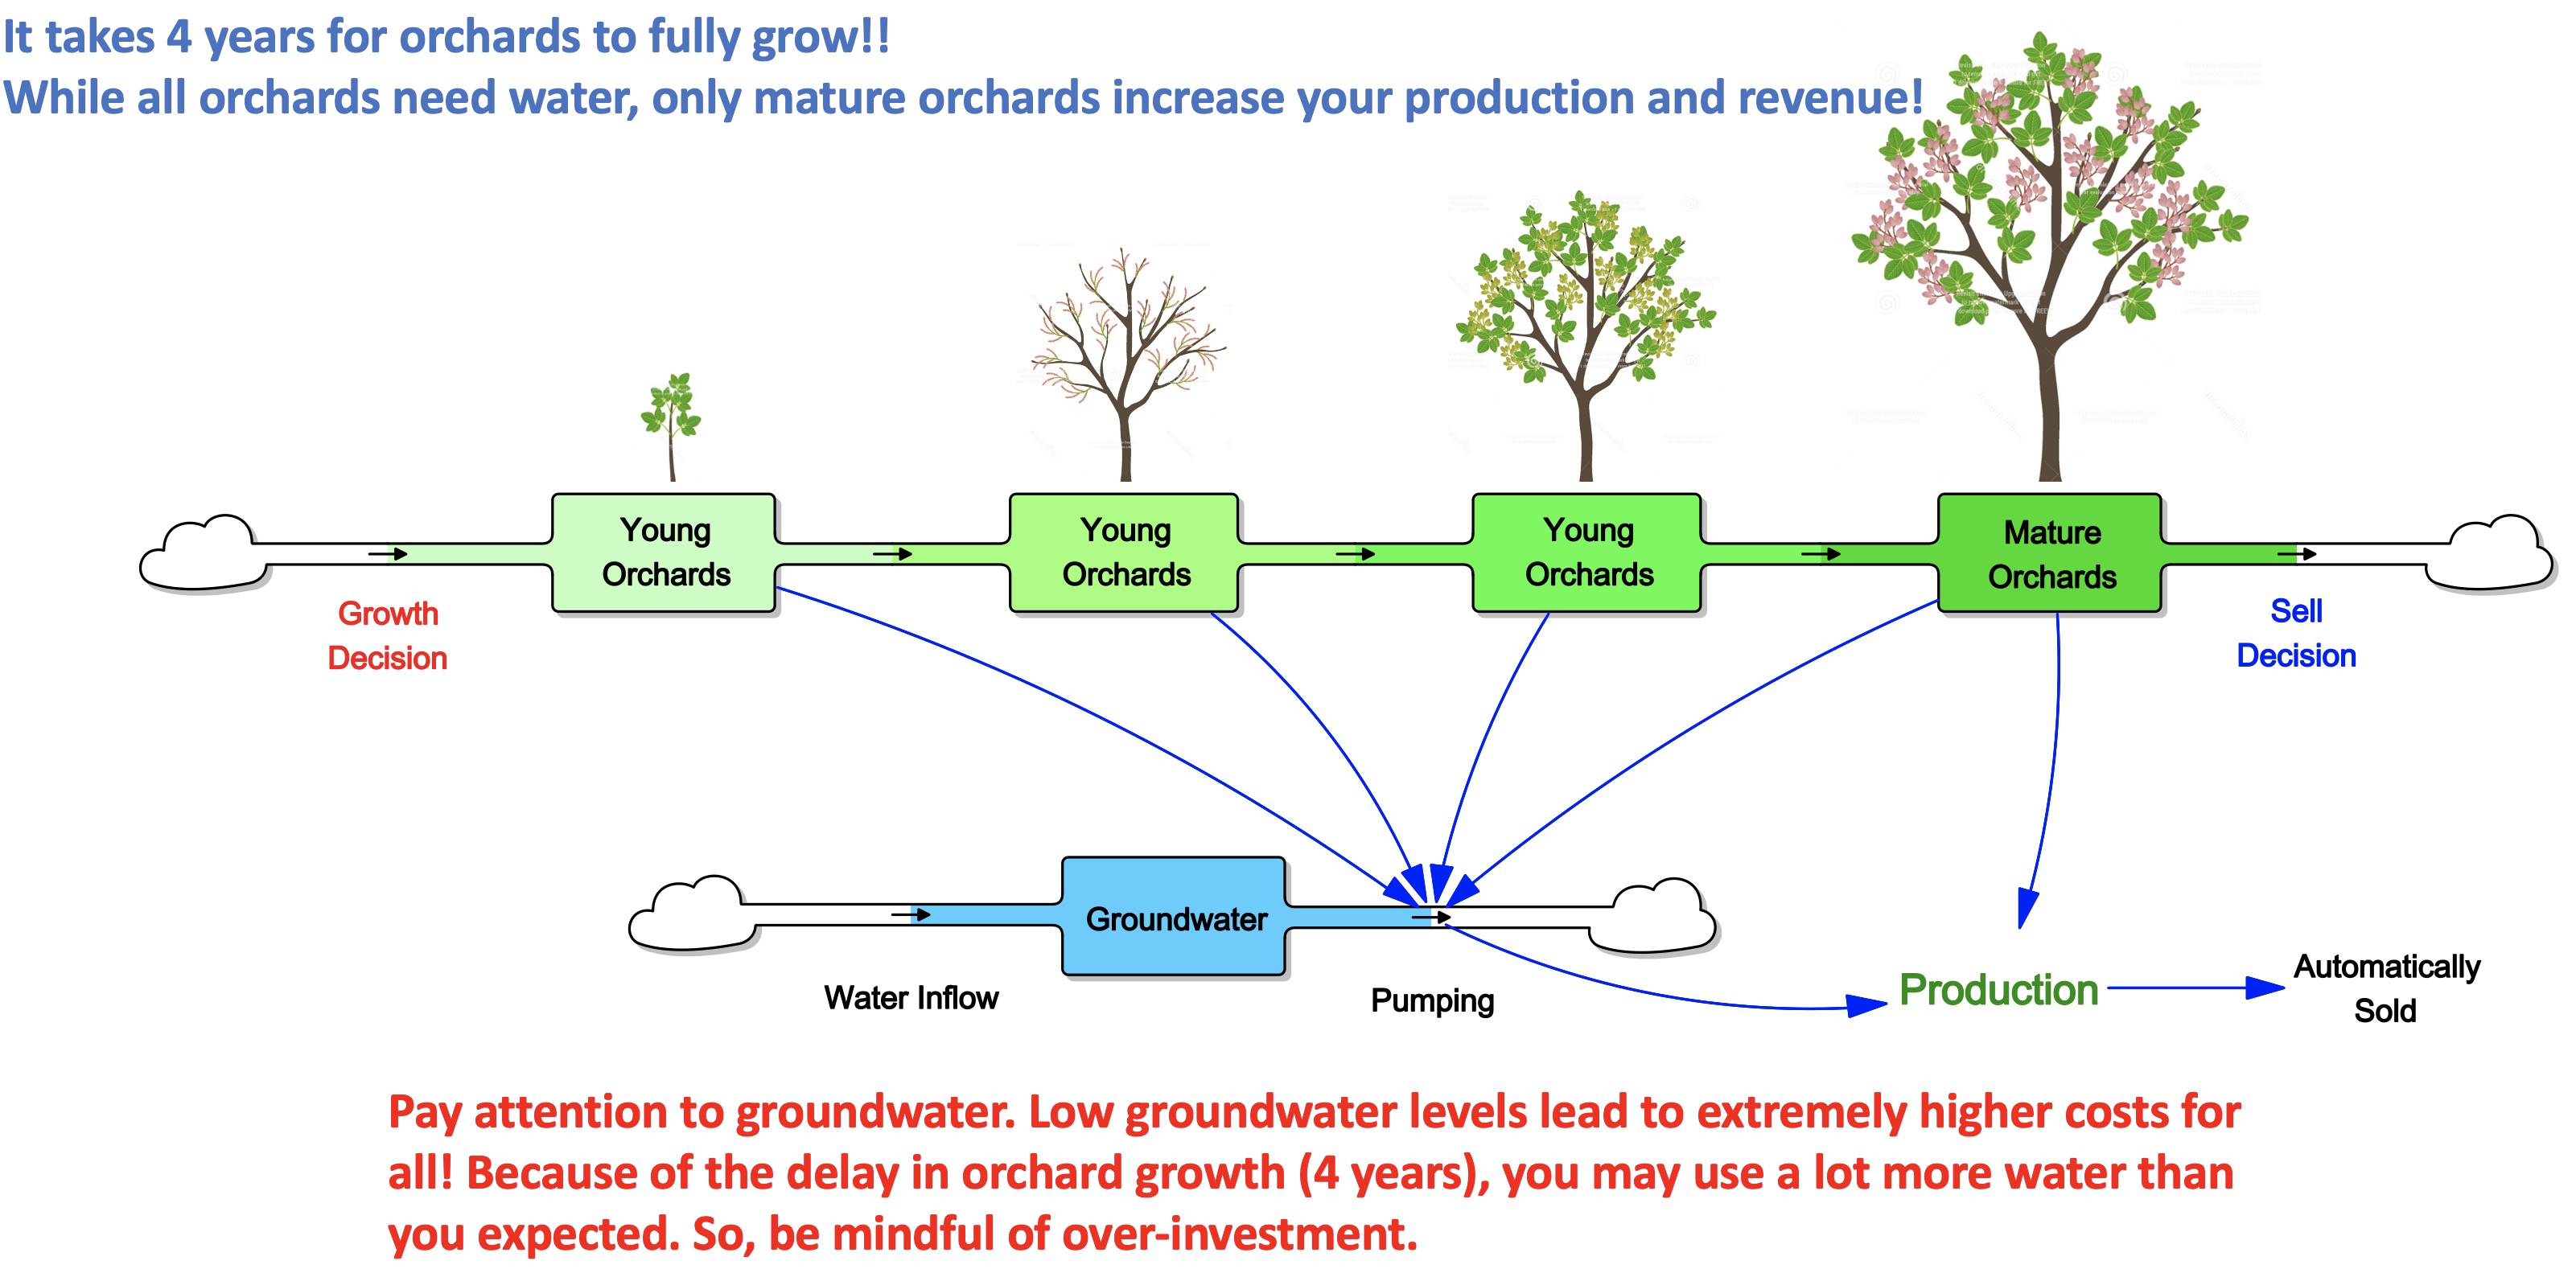 It takes 4 years for orchards to fully grow!!
While all orchards need water, only mature orchards increase your production and revenue!
Young
Orchards
Young
Orchards
Young
Orchards
Mature
Orchards
Growth
Decision
Sell
Decision
Groundwater
Water Inflow
Pumping
Production
Automatically
Sold
Pay attention to groundwater. Low groundwater levels lead to extremely higher costs for
all! Because of the delay in orchard growth (4 years), you may use a lot more water than
you expected. So, be mindful of over-investment.